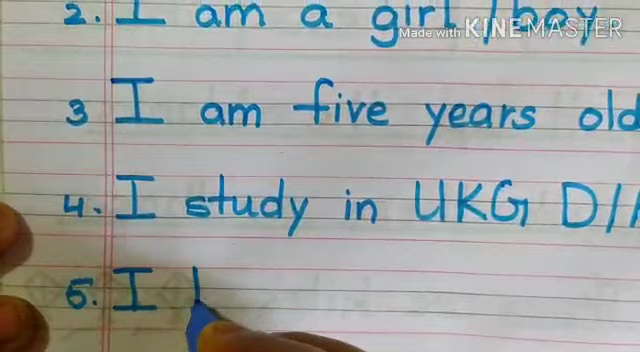 2. I am a girl / boy
Made with KINEMASTER
3 I am five years old
4. I study in UKG D/A
5. I